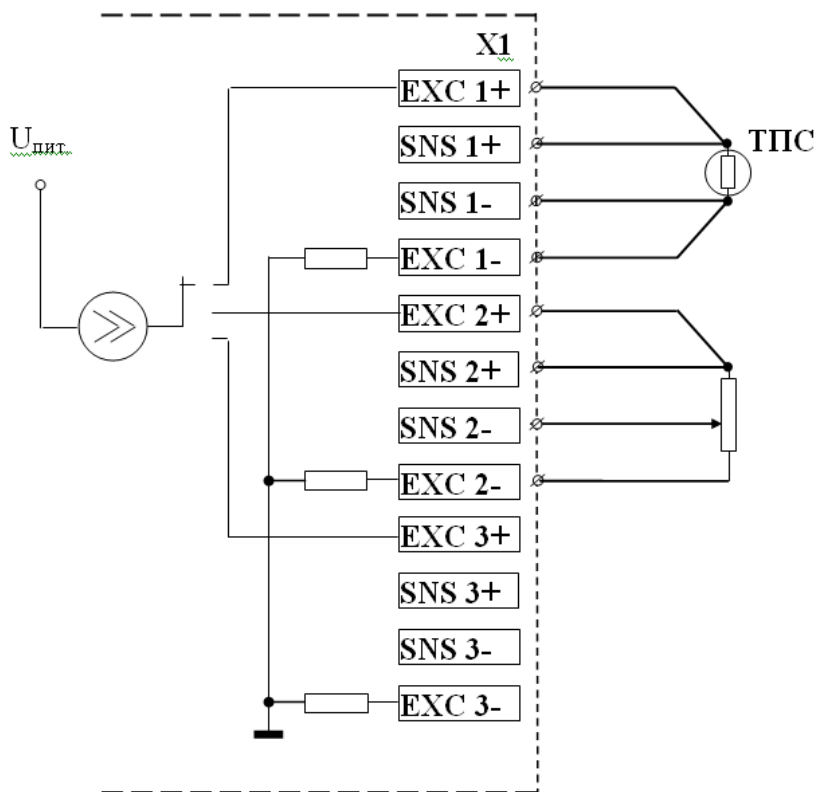 X1
EXC 1+
Uпит.
SNS 1+
ТПС
SNS 1-
EXC 1-
EXC 2+
SNS 2+
SNS 2-
EXC 2-
EXC 3+
SNS 3+
SNS 3-
EXC 3-